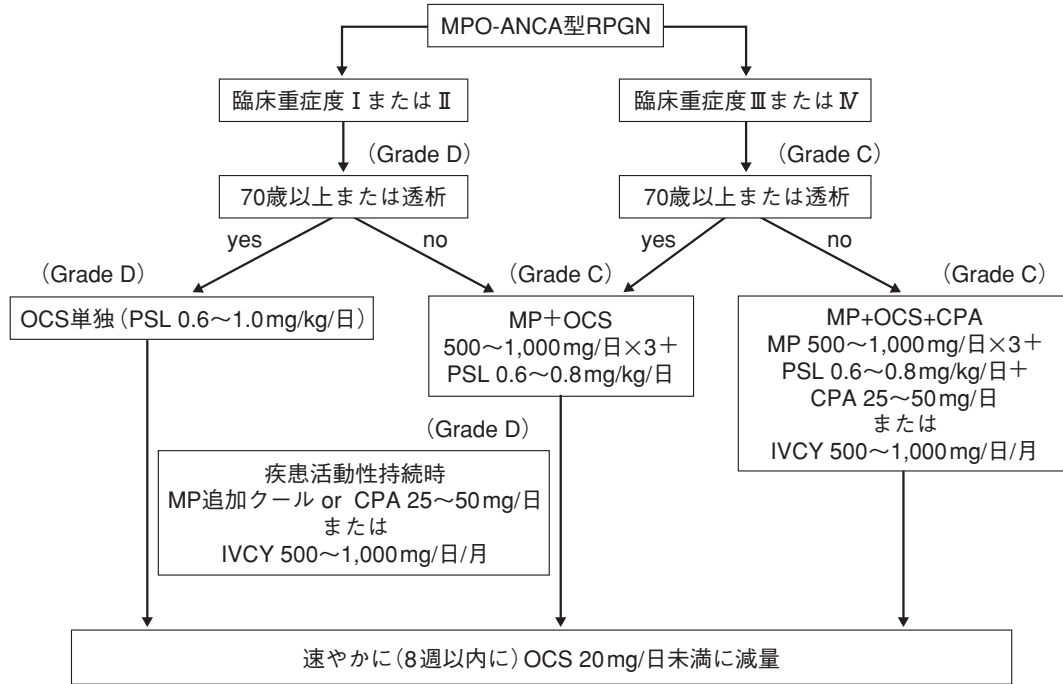 MPO-ANCA型RPGN
臨床重症度ⅠまたはⅡ
臨床重症度ⅢまたはⅣ
（Grade D）
（Grade C）
70歳以上または透析
70歳以上または透析
yes
no
yes
no
（Grade D）
（Grade C）
（Grade C）
OCS単独（PSL 0.6～1.0mg/kg/日）
MP＋OCS
500～1,000mg/日×3＋
PSL 0.6～0.8mg/kg/日
MP+OCS+CPA
MP 500～1,000mg/日×3＋
PSL 0.6～0.8mg/kg/日＋
CPA 25～50mg/日
または
IVCY 500～1,000mg/日/月
（Grade D）
疾患活動性持続時
MP追加クール or CPA 25～50mg/日
または
IVCY 500～1,000mg/日/月
速やかに（8週以内に）OCS 20mg/日未満に減量